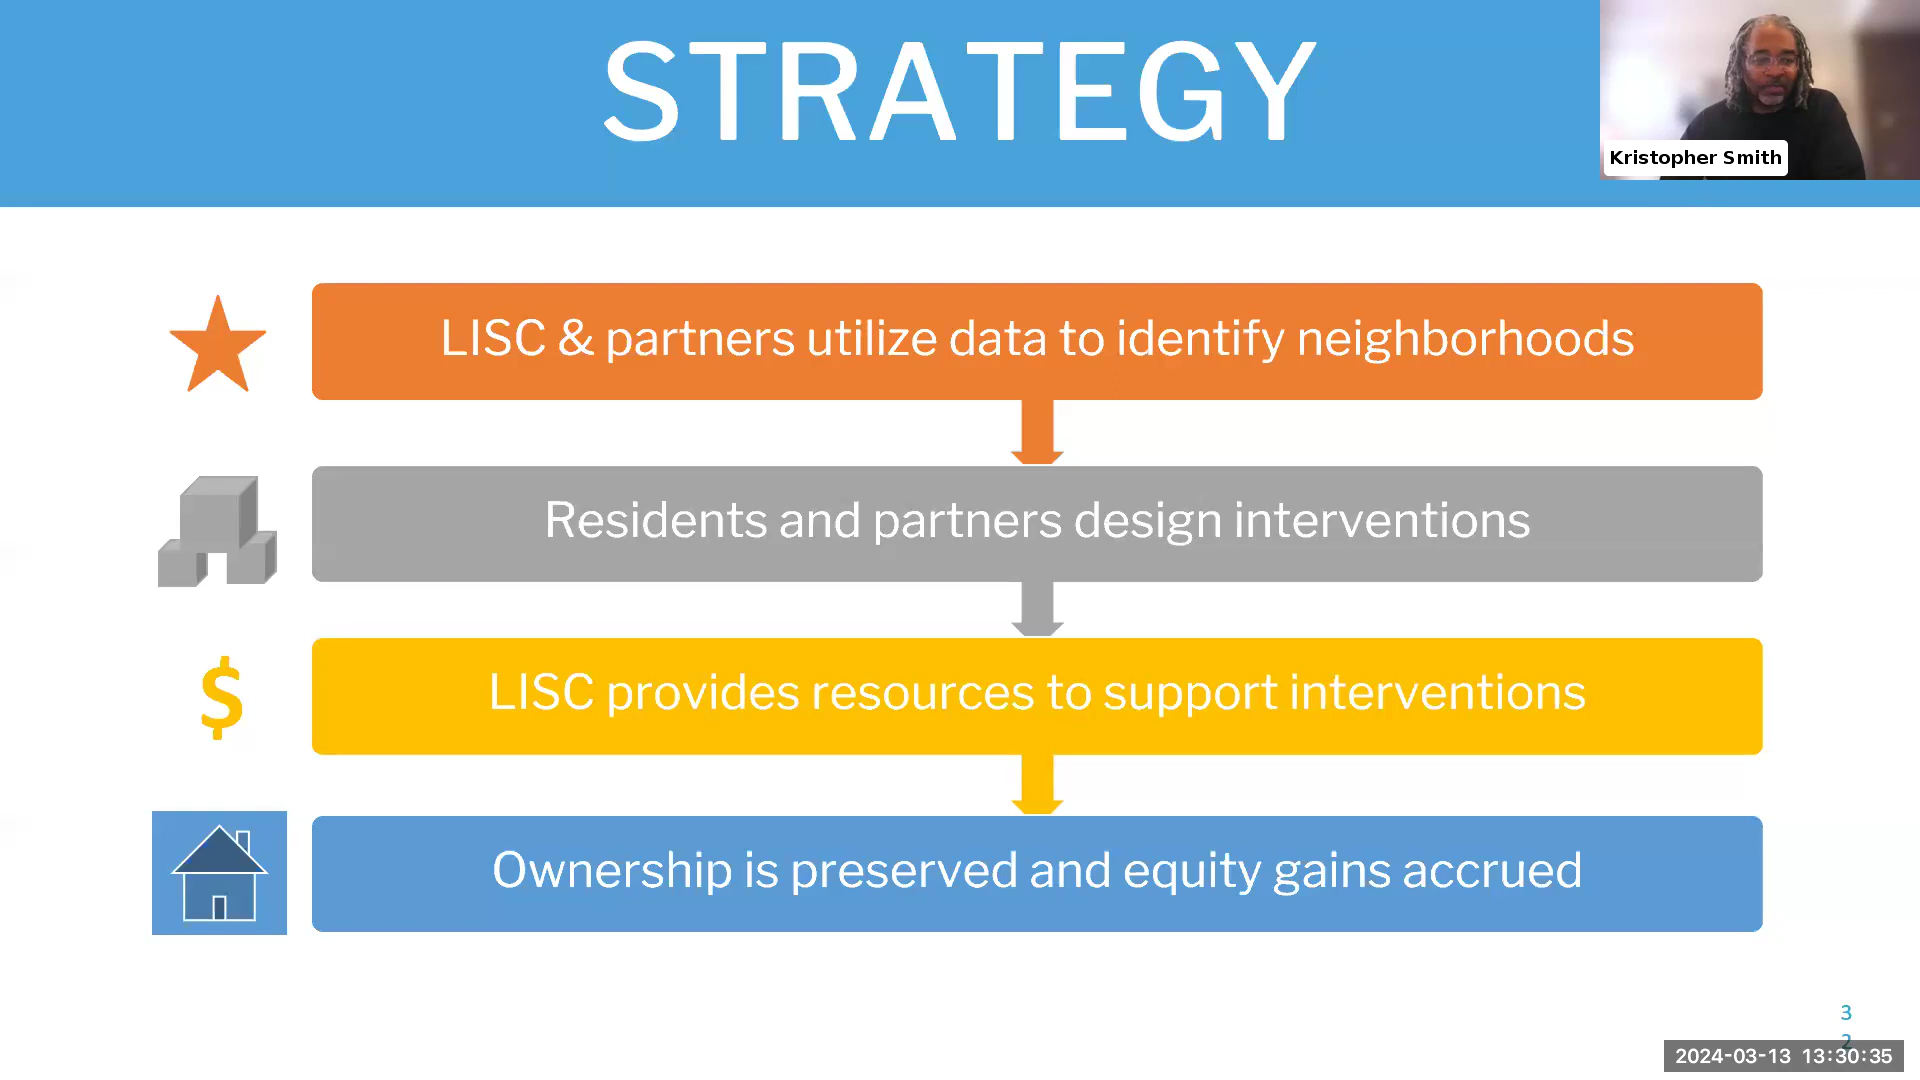 STRATEGY
Kristopher Smith
LISC & partners utilize data to identify neighborhoods
Residents and partners design interventions
$
LISC provides resources to support interventions
Ownership is preserved and equity gains accrued
3
2
2024-03-13 13:30:35